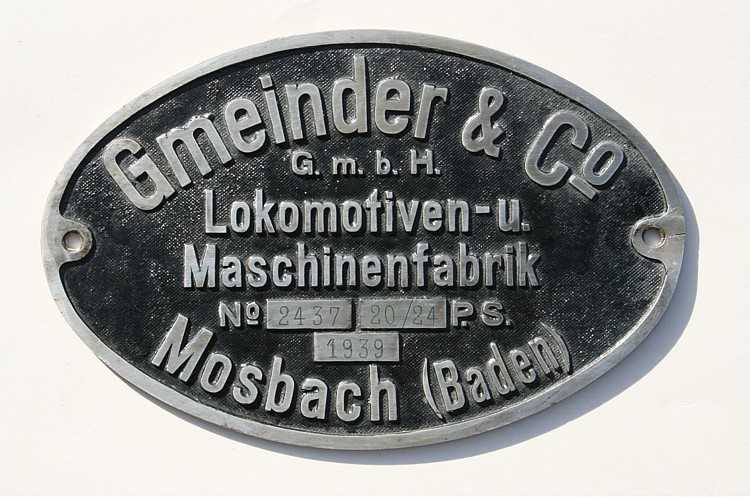 Gmeinder & Co
G. m. b. H.
Lokomotiven-u.
Maschinenfabrik
No 2437 20/24 P.S.
1939
Mosbach (Baden)